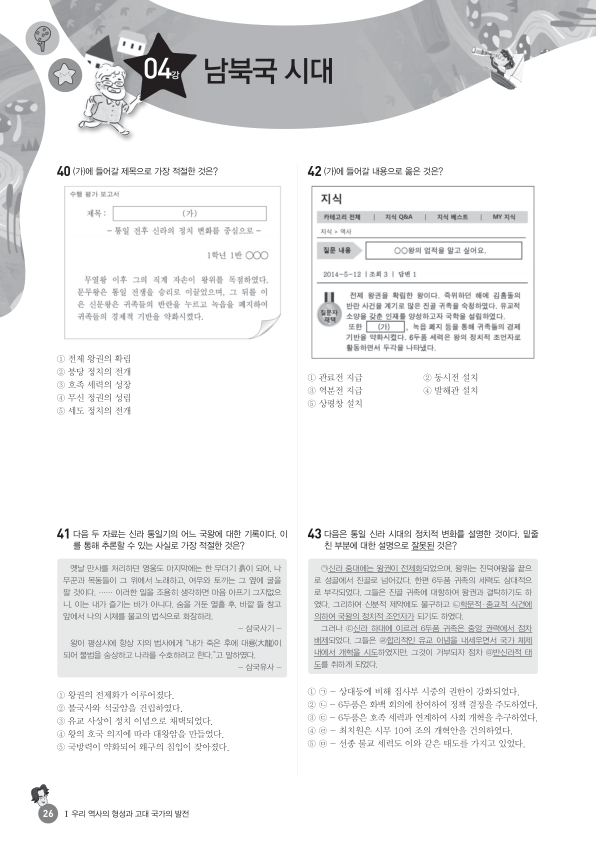 04강
남북국 시대
40 (가)에 들어갈 제목으로 가장 적절한 것은?
수행 평가 보고서
제목 : (가)
- 통일 전후 신라의 정치 변화를 중심으로 -
1학년 1반 ○○○
무열왕 이후 그의 직계 자손이 왕위를 독점하였다.
문무왕은 통일 전쟁을 승리로 이끌었으며, 그 뒤를 이
은 신문왕은 귀족들의 반란을 누르고 녹읍을 폐지하여
귀족들의 경제적 기반을 약화시켰다.
① 전제 왕권의 확립
② 붕당 정치의 전개
③ 호족 세력의 성장
④ 무신 정권의 성립
⑤ 세도 정치의 전개
41 다음 두 자료는 신라 통일기의 어느 국왕에 대한 기록이다. 이
를 통해 추론할 수 있는 사실로 가장 적절한 것은?
옛날 만사를 처리하던 영웅도 마지막에는 한 무더기 흙이 되어, 나
무꾼과 목동들이 그 위에서 노래하고, 여우와 토끼는 그 옆에 굴을
팔 것이다. …… 이러한 일을 조용히 생각하면 마음 아프기 그지없으
니, 이는 내가 즐기는 바가 아니다. 숨을 거둔 열흘 후, 바깥 뜰 창고
앞에서 나의 시체를 불교의 법식으로 화장하라.
- 삼국사기 -
왕이 평상시에 항상 지의 법사에게 “내가 죽은 후에 대룡(大龍)이
되어 불법을 숭상하고 나라를 수호하려고 한다.”고 말하였다.
- 삼국유사 -
① 왕권의 전제화가 이루어졌다.
② 불국사와 석굴암을 건립하였다.
③ 유교 사상이 정치 이념으로 채택되었다.
④ 왕의 호국 의지에 따라 대왕암을 만들었다.
⑤ 국방력이 약화되어 왜구의 침입이 잦아졌다.
42 (가)에 들어갈 내용으로 옳은 것은?
지식
카테고리 전체 | 지식 Q&A | 지식 베스트 | MY 지식
지식 > 역사
질문 내용 ○○왕의 업적을 알고 싶어요.
2014-5-12 | 조회 3 | 답변 1
질문자 채택
전제 왕권을 확립한 왕이다. 즉위하던 해에 김흠돌의
반란 사건을 계기로 많은 진골 귀족을 숙청하였다. 유교적
소양을 갖춘 인재를 양성하고자 국학을 설립하였다.
또한 (가) , 녹읍 폐지 등을 통해 귀족들의 경제
기반을 약화시켰다. 6두품 세력은 왕의 정치적 조언자로
활동하면서 두각을 나타냈다.
① 관료전 지급 ② 동시전 설치
③ 역분전 지급 ④ 발해관 설치
⑤ 상평창 설치
43 다음은 통일 신라 시대의 정치적 변화를 설명한 것이다. 밑줄
친 부분에 대한 설명으로 잘못된 것은?
㉠신라 중대에는 왕권이 전제화되었으며, 왕위는 진덕여왕을 끝으
로 성골에서 진골로 넘어갔다. 한편 6두품 귀족의 세력도 상대적으
로 부각되었다. 그들은 진골 귀족에 대항하여 왕권과 결탁하기도 하
였다. 그리하여 신분적 제약에도 불구하고 ㉡학문적·종교적 식견에
의하여 국왕의 정치적 조언자가 되기도 하였다.
그러나 ㉢신라 하대에 이르러 6두품 귀족은 중앙 권력에서 점차
배제되었다. 그들은 ㉣합리적인 유교 이념을 내세우면서 국가 체제
내에서 개혁을 시도하였지만, 그것이 거부되자 점차 ㉤반신라적 태
도를 취하게 되었다.
① ㉠ - 상대등에 비해 집사부 시중의 권한이 강화되었다.
② ㉡ - 6두품은 화백 회의에 참여하여 정책 결정을 주도하였다.
③ ㉢ - 6두품은 호족 세력과 연계하여 사회 개혁을 추구하였다.
④ ㉣ - 최치원은 시무 10여 조의 개혁안을 건의하였다.
⑤ ㉤ - 선종 불교 세력도 이와 같은 태도를 가지고 있었다.
26 Ⅰ 우리 역사의 형성과 고대 국가의 발전